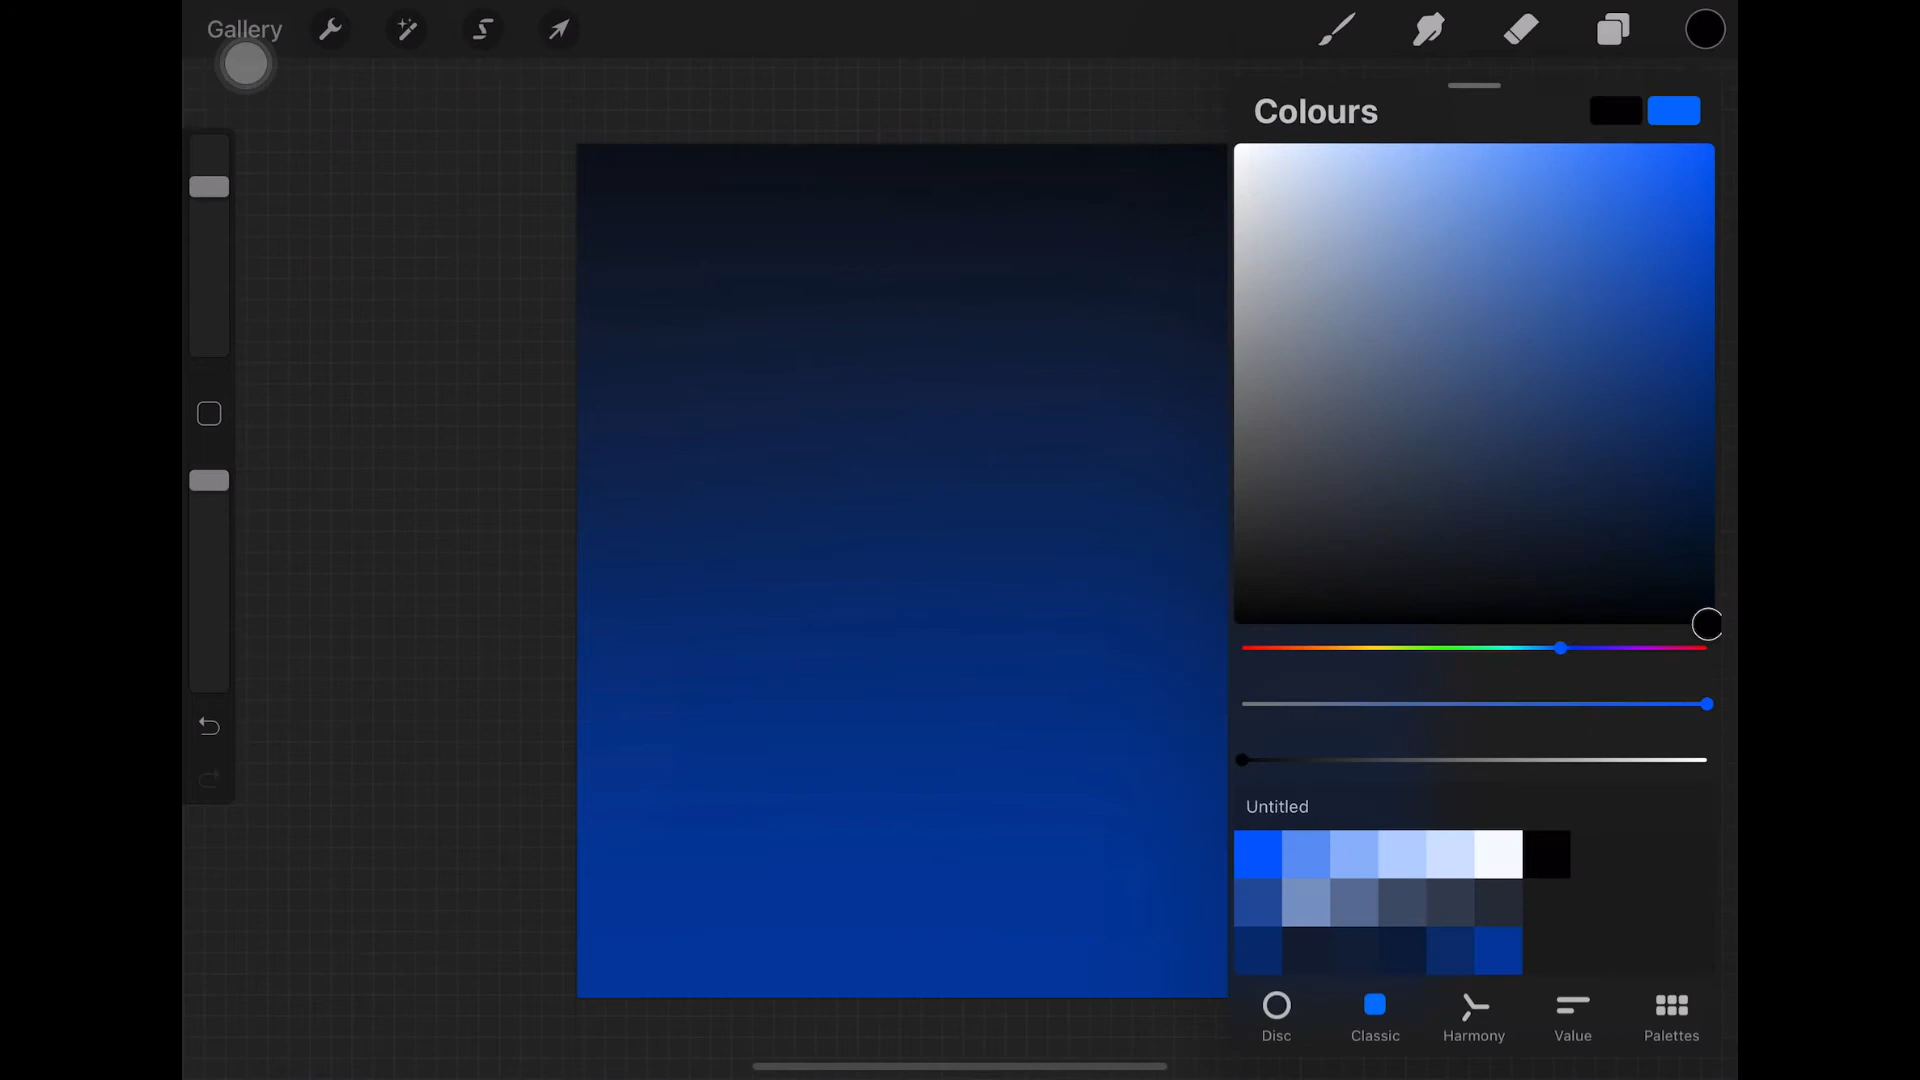 Gallery
Colours
Untitled
Disc
Classic
Harmony
Value
Palettes